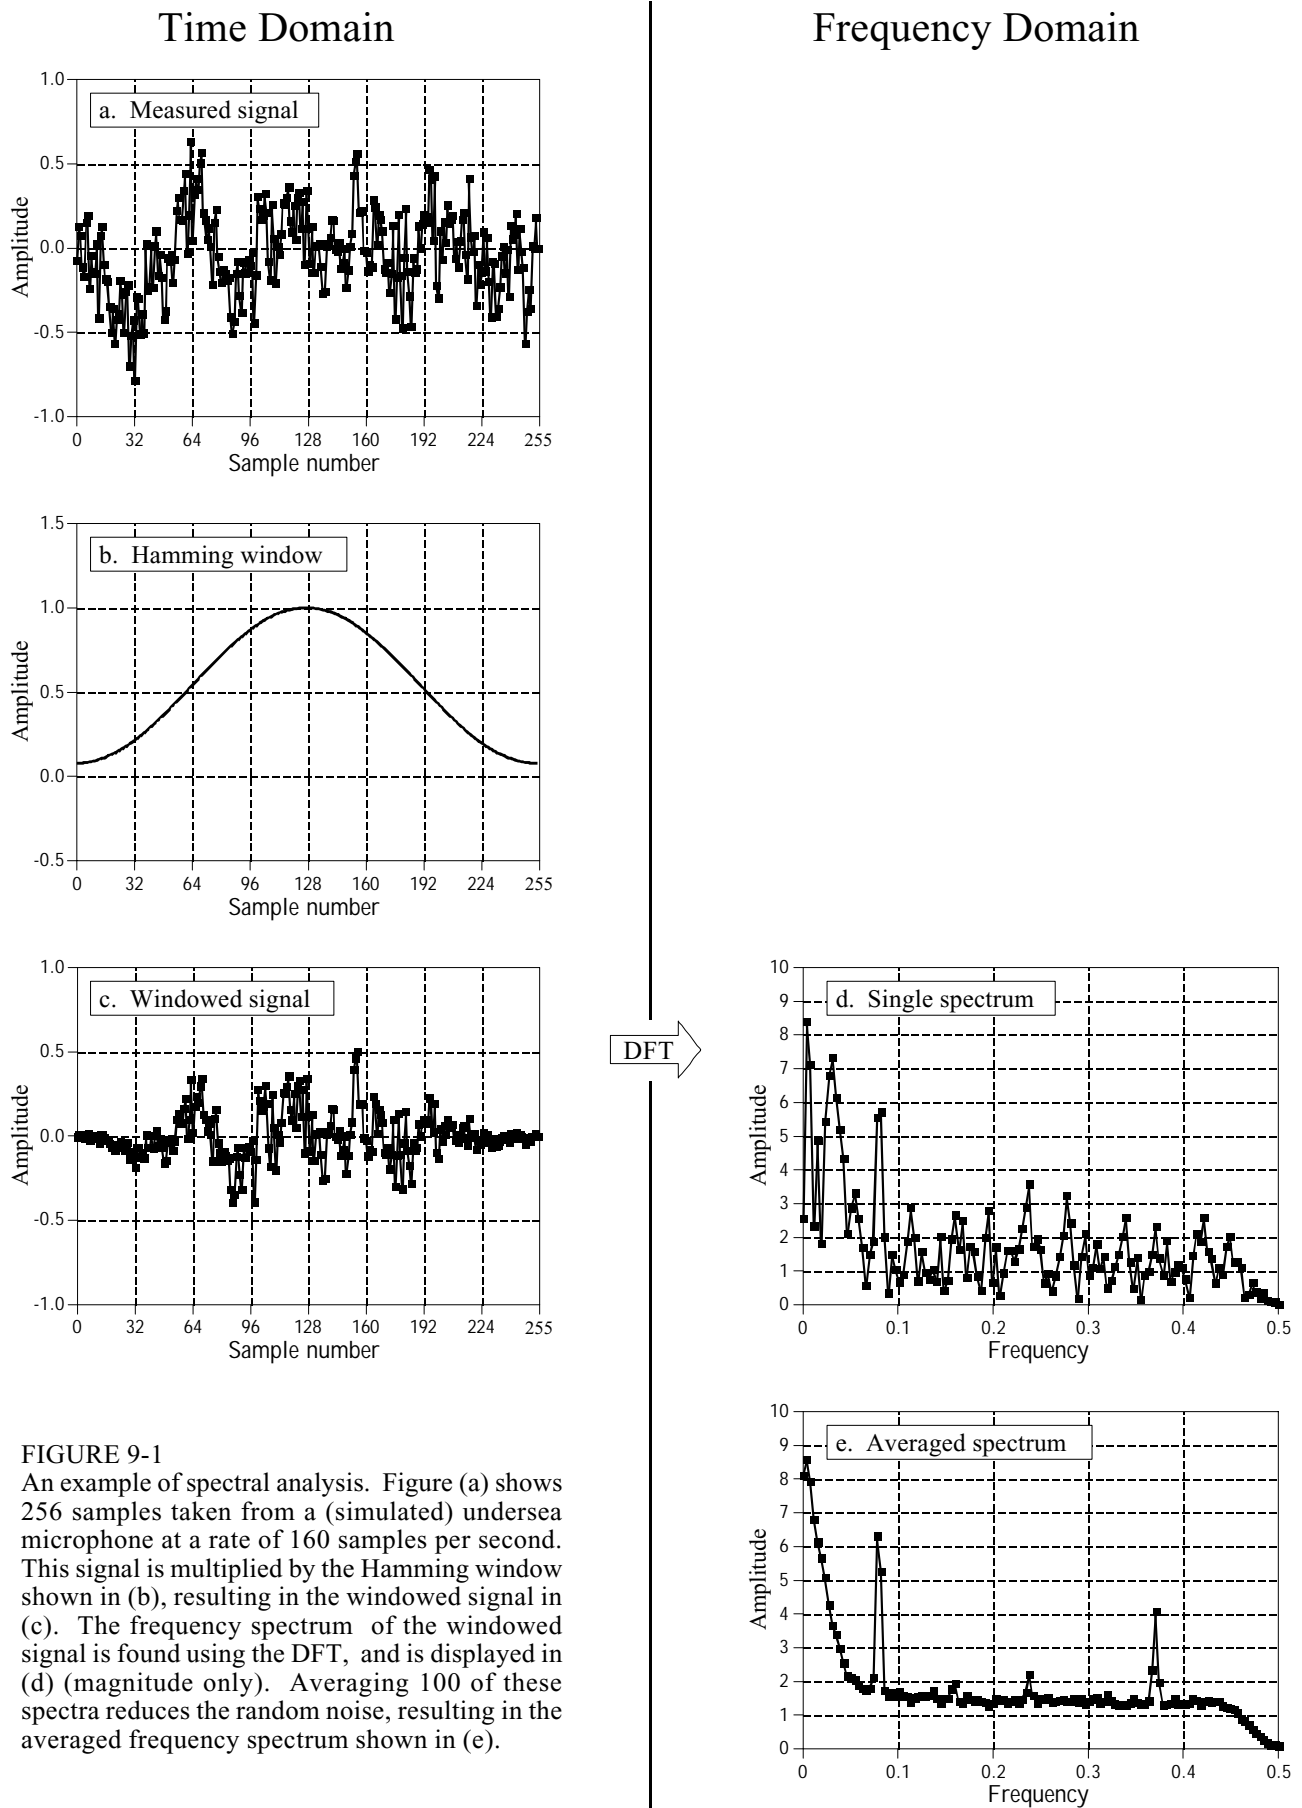 Time Domain
Frequency Domain
a. Measured signal
1.0
0.5
0.0
-0.5
-1.0
Amplitude
0 32 64 96 128 160 192 224 255
Sample number
b. Hamming window
1.5
1.0
0.5
0.0
-0.5
Amplitude
0 32 64 96 128 160 192 224 255
Sample number
c. Windowed signal
1.0
0.5
0.0
-0.5
-1.0
Amplitude
0 32 64 96 128 160 192 224 255
Sample number
DFT
d. Single spectrum
10
9
8
7
6
5
4
3
2
1
0
Amplitude
0 0.1 0.2 0.3 0.4 0.5
Frequency
e. Averaged spectrum
10
9
8
7
6
5
4
3
2
1
0
Amplitude
0 0.1 0.2 0.3 0.4 0.5
Frequency
FIGURE 9-1
An example of spectral analysis. Figure (a) shows
256 samples taken from a (simulated) undersea
microphone at a rate of 160 samples per second.
This signal is multiplied by the Hamming window
shown in (b), resulting in the windowed signal in
(c). The frequency spectrum of the windowed
signal is found using the DFT, and is displayed in
(d) (magnitude only). Averaging 100 of these
spectra reduces the random noise, resulting in the
averaged frequency spectrum shown in (e).